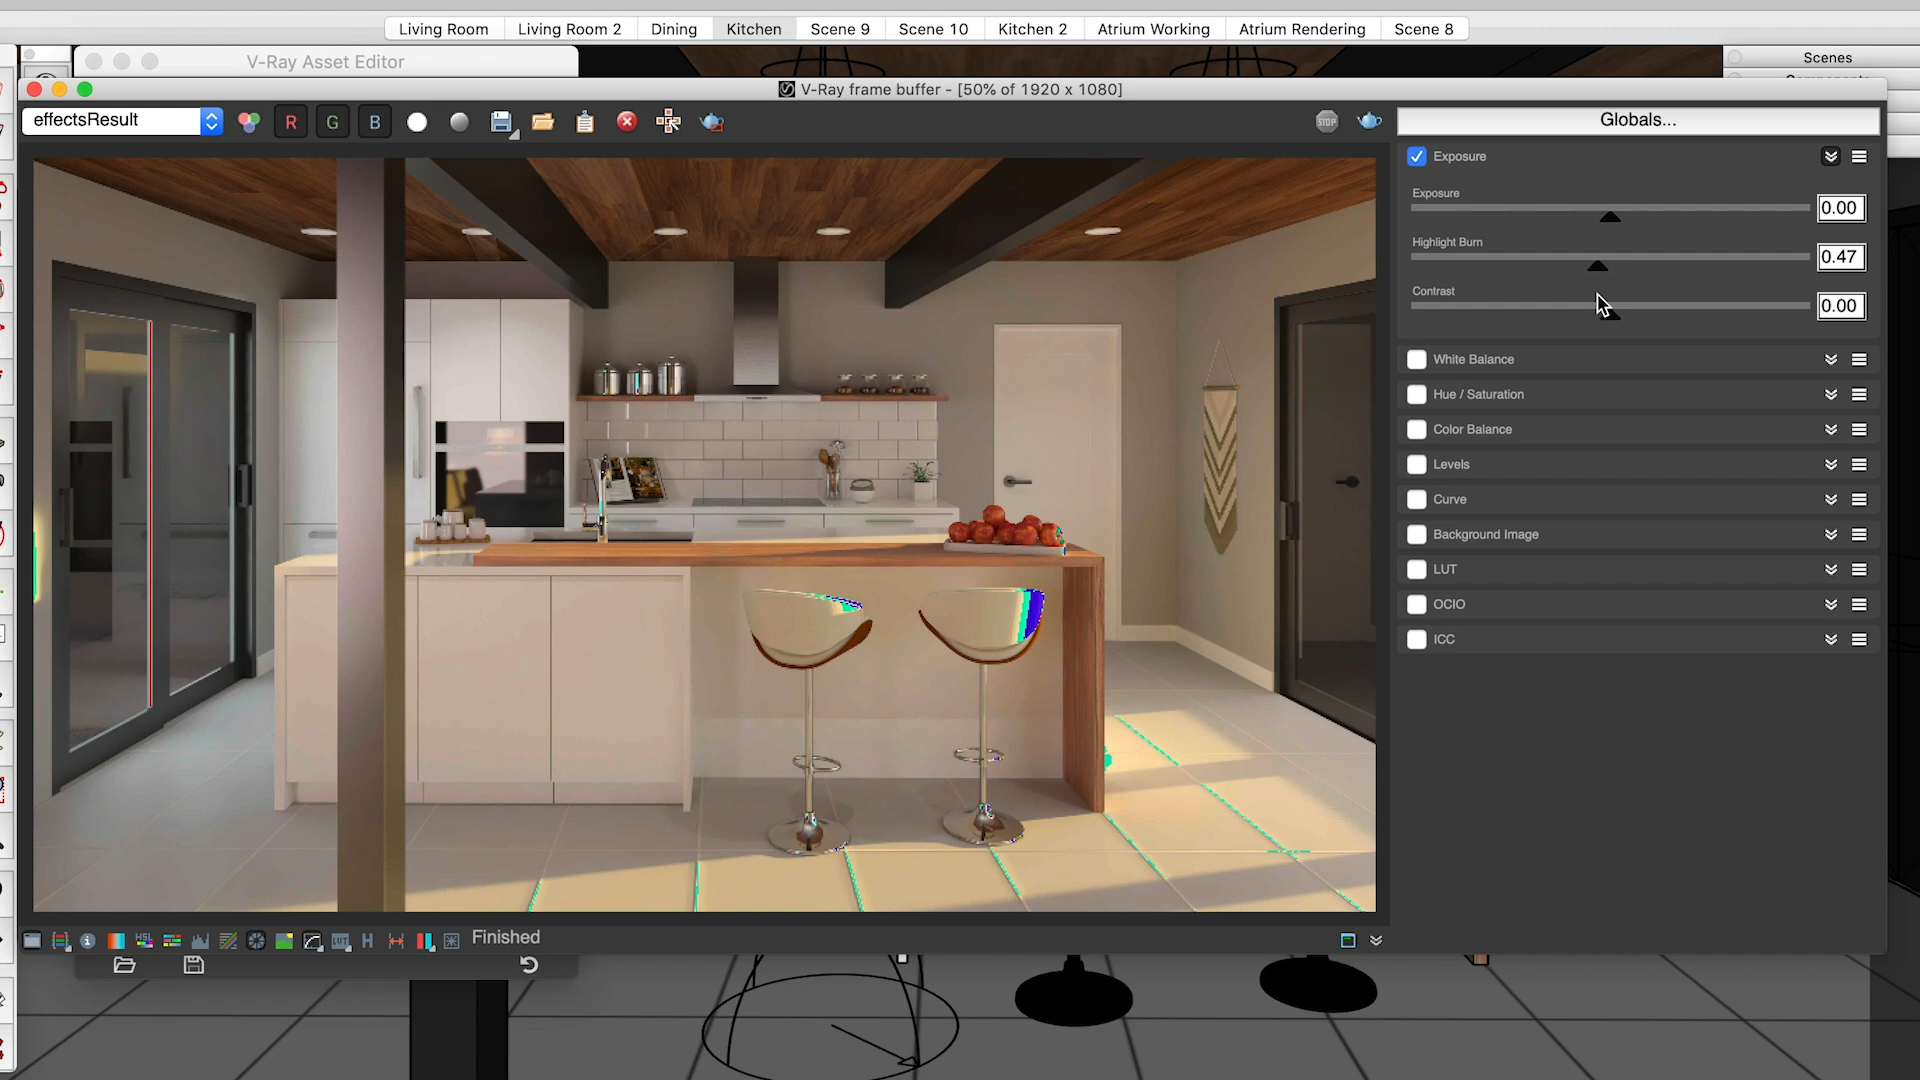 Living Room
Living Room 2
Dining
Kitchen
Scene 9
Scene 10
Kitchen 2
Atrium Working
Atrium Rendering
Scene 8
V-Ray Asset Editor
Scenes
V-Ray frame buffer - [50% of 1920 x 1080]
effectsResult
R
G
B
STOP
Globals...
Exposure
Exposure
0.00
Highlight Burn
0.47
Contrast
0.00
White Balance
Hue / Saturation
Color Balance
Levels
Curve
Background Image
LUT
OCIO
ICC
HSL
LUT
H
Finished